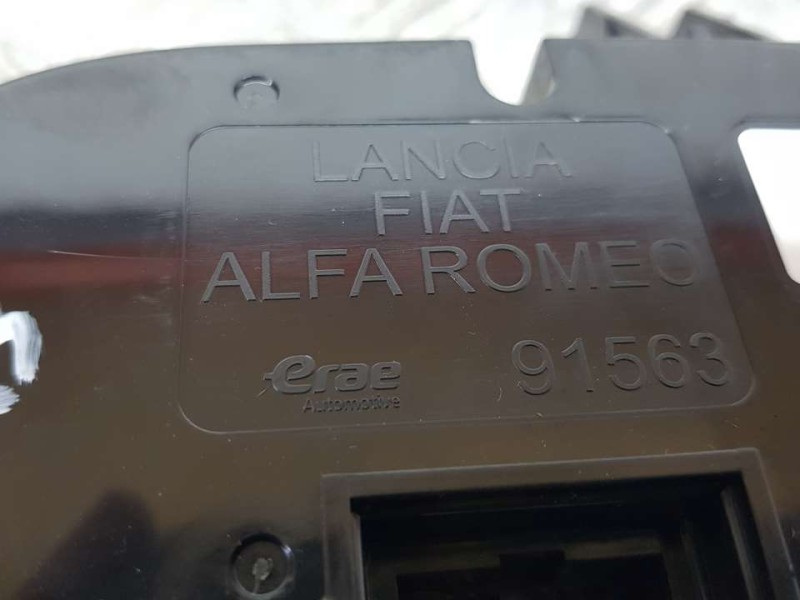 LANCIA
FIAT
ALFA ROMEO
erae 91563
Automotive